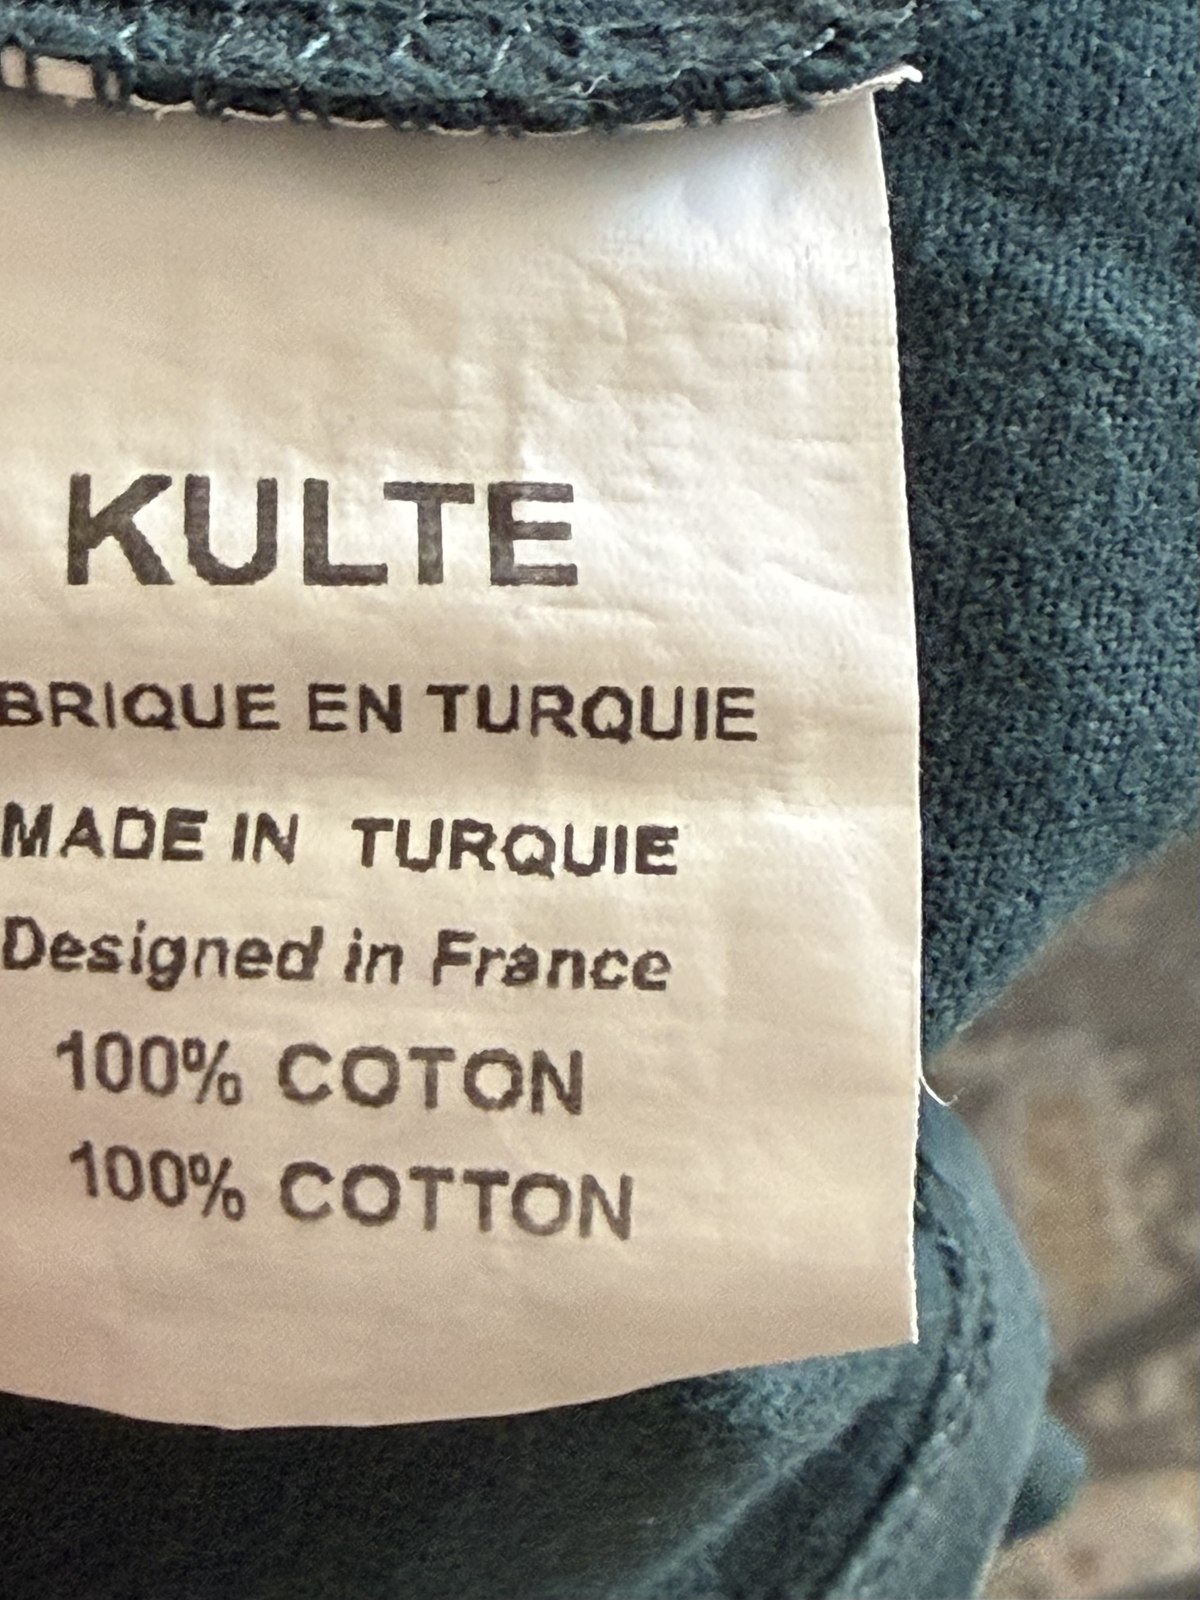 KULTE
BRIQUE EN TURQUIE
MADE IN TURQUIE
Designed in France
100% COTON
100% COTTON